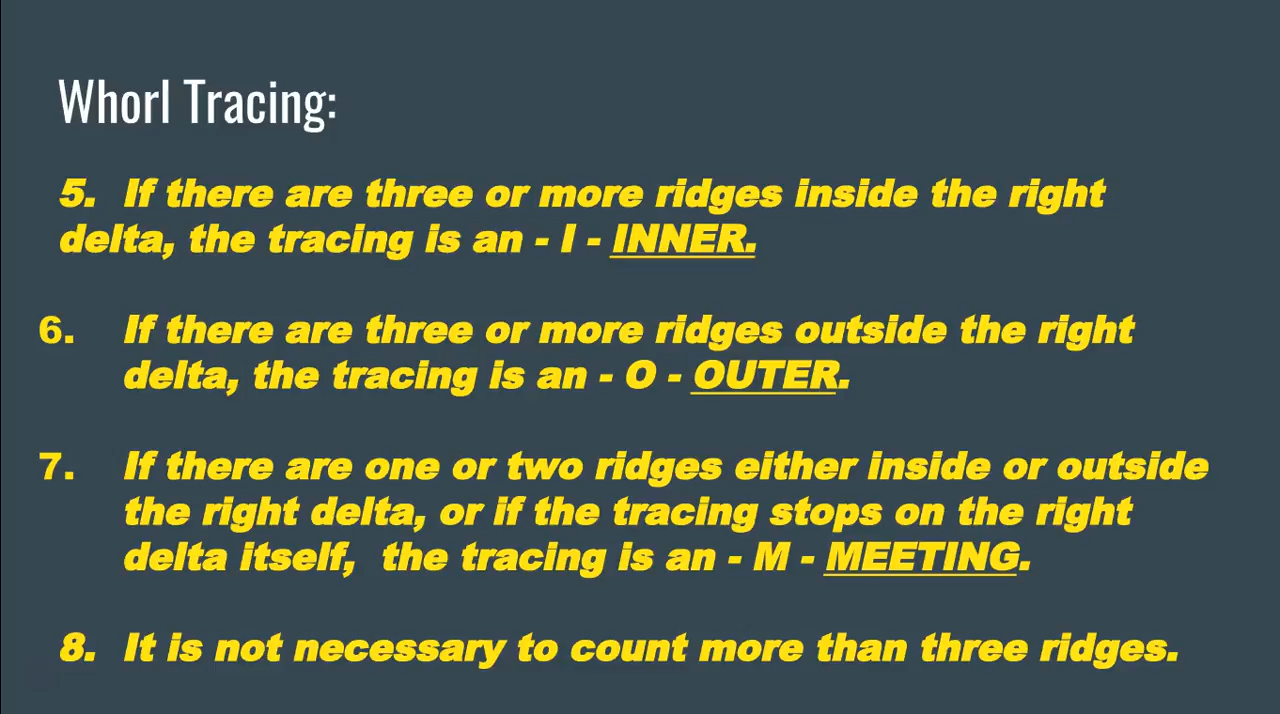 Whorl Tracing:
5. If there are three or more ridges inside the right
delta, the tracing is an - I - INNER.
6. If there are three or more ridges outside the right
delta, the tracing is an - O - OUTER.
7. If there are one or two ridges either inside or outside
the right delta, or if the tracing stops on the right
delta itself, the tracing is an - M - MEETING.
8. It is not necessary to count more than three ridges.